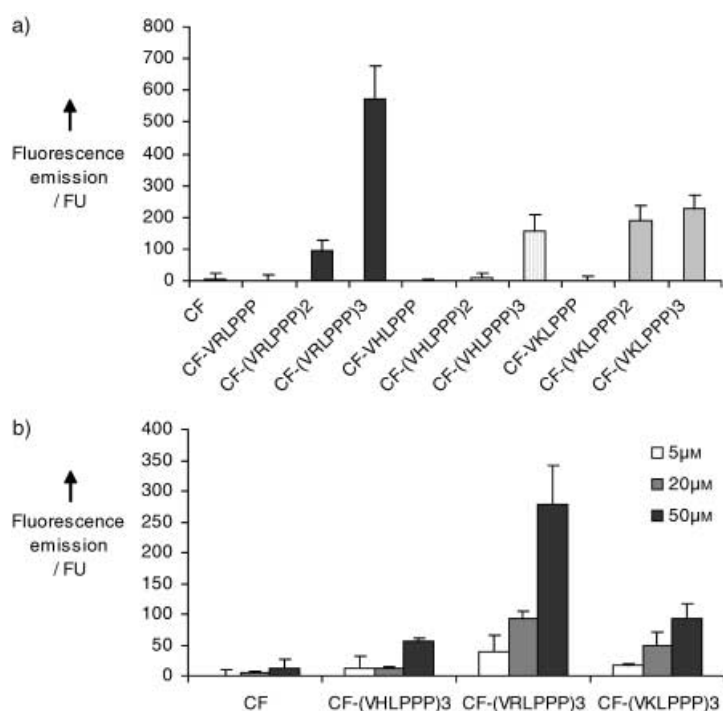 a)
Fluorescence
emission
/ FU
800
700
600
500
400
300
200
100
0
CF
CF-VRLPPP
CF-(VRLPPP)2
CF-(VRLPPP)3
CF-VHLPPP
CF-(VHLPPP)2
CF-(VHLPPP)3
CF-VKLPPP
CF-(VKLPPP)2
CF-(VKLPPP)3
b)
Fluorescence
emission
/ FU
400
350
300
250
200
150
100
50
0
5μM
20μM
50μM
CF CF-(VHLPPP)3 CF-(VRLPPP)3 CF-(VKLPPP)3